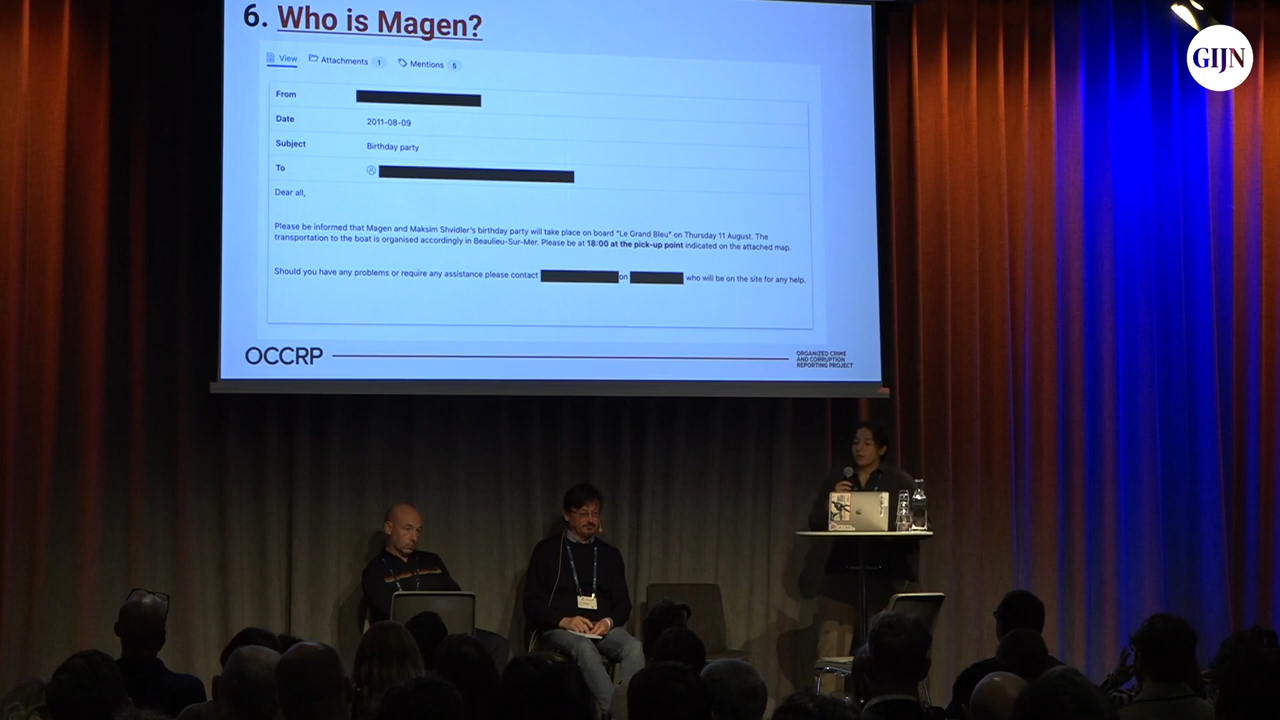 6. Who is Magen?
GIJN
View Attachments 1 Mentions 5
From
Date 2011-08-09
Subject Birthday party
To
Dear all,
Please be informed that Magen and Maksim Shvidler's birthday party will take place on board "Le Grand Bleu" on Thursday 11 August. The
transportation to the boat is organised accordingly in Beaulieu-Sur-Mer. Please be at 18:00 at the pick-up point indicated on the attached map.
Should you have any problems or require any assistance please contact on who will be on the site for any help.
OCCRP
ORGANIZED CRIME
AND CORRUPTION
REPORTING PROJECT